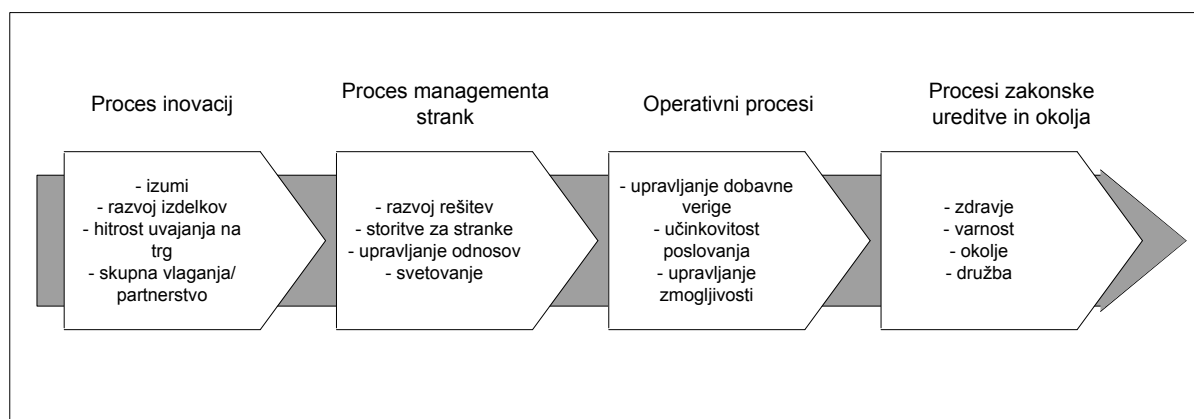 Proces inovacij
- izumi
- razvoj izdelkov
- hitrost uvajanja na
trg
- skupna vlaganja/
partnerstvo
Proces managementa
strank
- razvoj rešitev
- storitve za stranke
- upravljanje odnosov
- svetovanje
Operativni procesi
- upravljanje dobavne
verige
- učinkovitost
poslovanja
- upravljanje
zmogljivosti
Procesi zakonske
ureditve in okolja
- zdravje
- varnost
- okolje
- družba